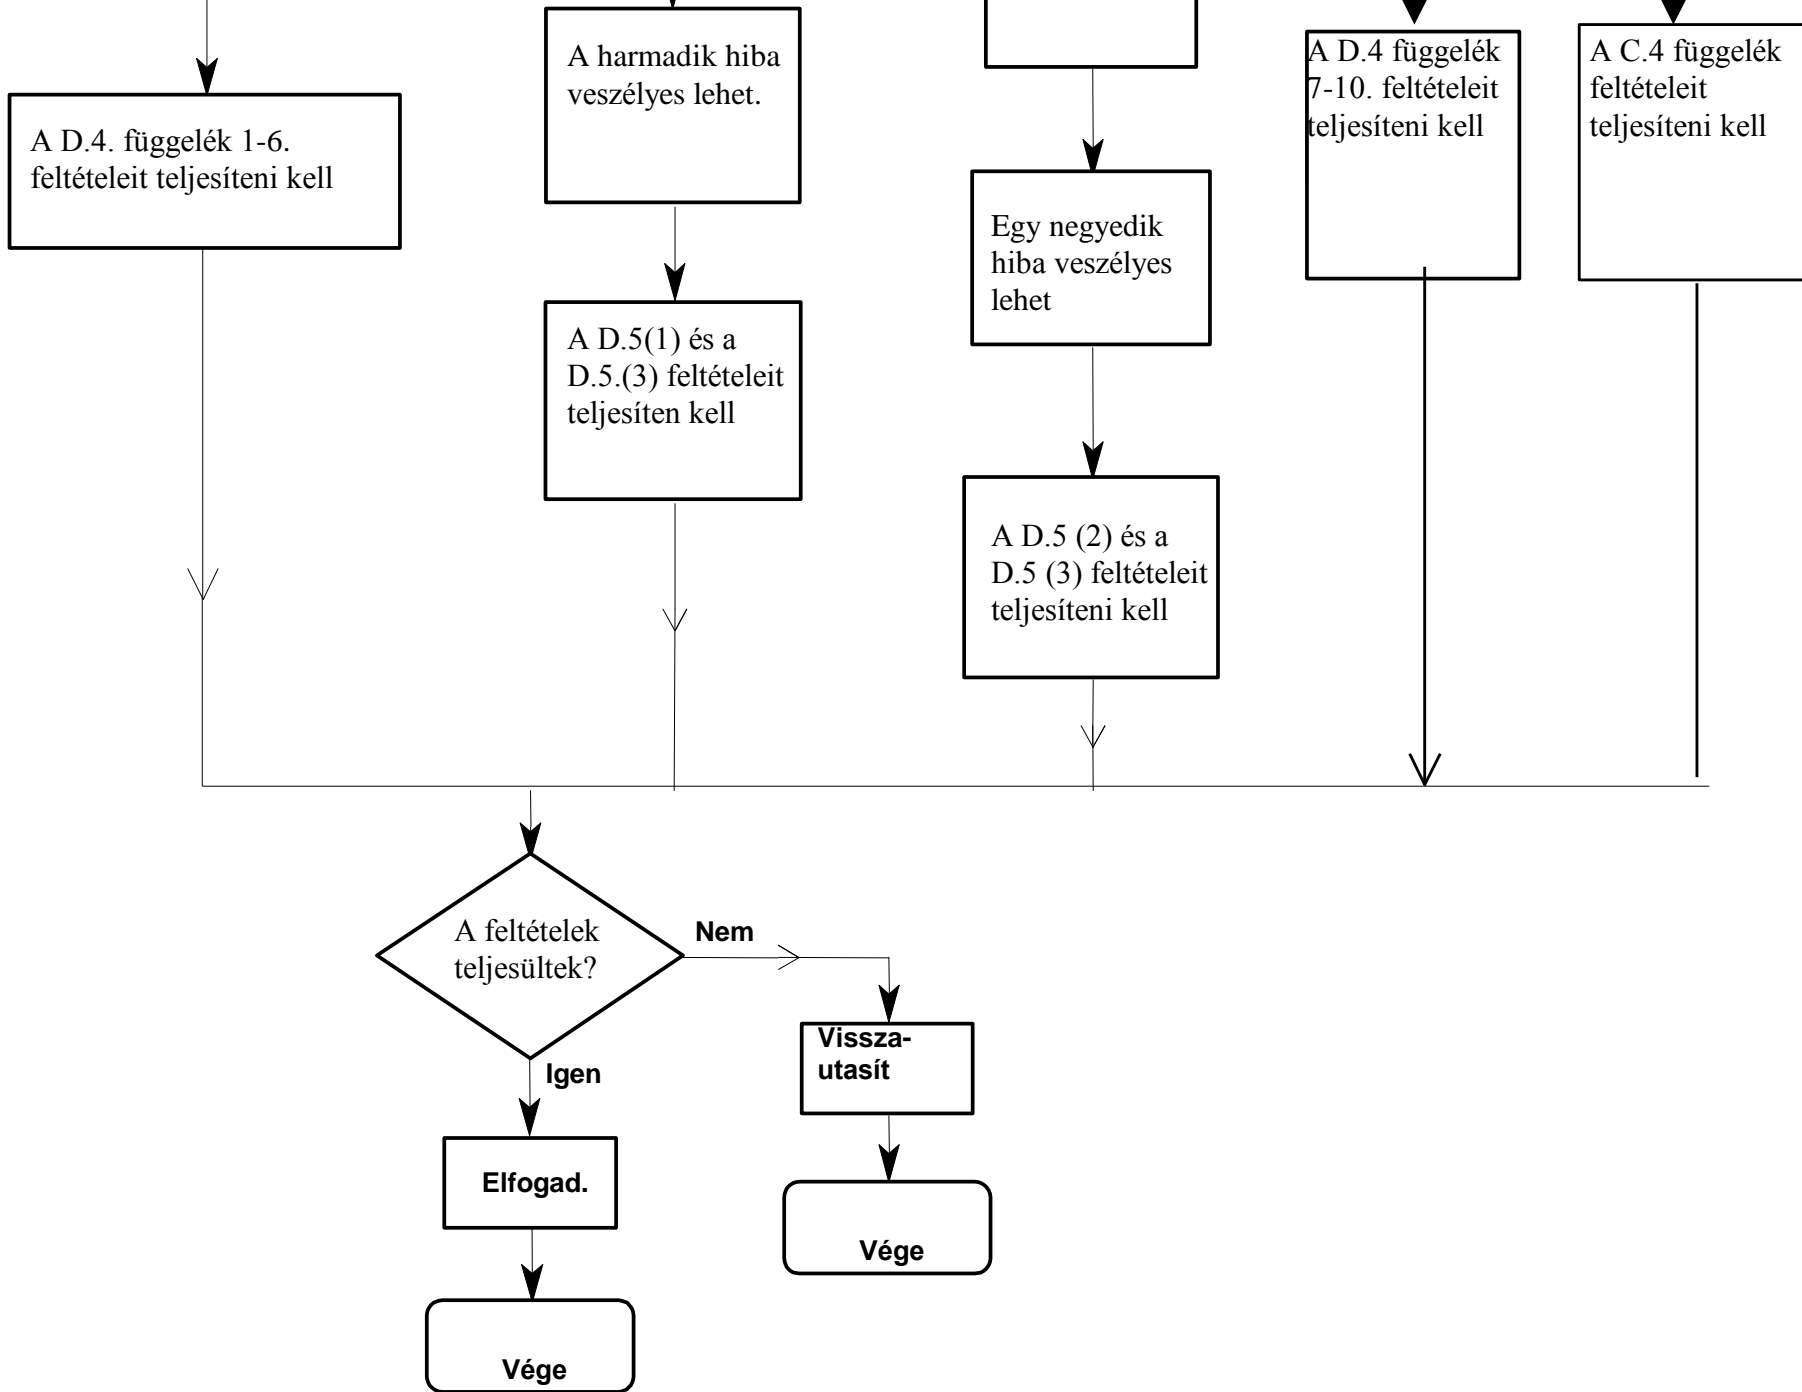 A D.4. függelék 1-6.
feltételeit teljesíteni kell
A harmadik hiba
veszélyes lehet.
A D.5(1) és a
D.5.(3) feltételeit
teljesíten kell
Egy negyedik
hiba veszélyes
lehet
A D.5 (2) és a
D.5 (3) feltételeit
teljesíteni kell
A D.4 függelék
7-10. feltételeit
teljesíteni kell
A C.4 függelék
feltételeit
teljesíteni kell
A feltételek
teljesültek?
Nem
Vissza-
utasít
Vége
Igen
Elfogad.
Vége